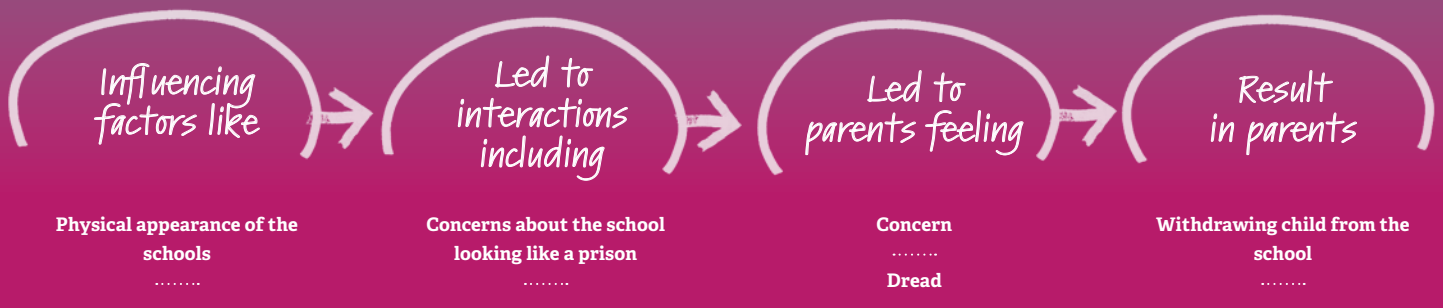 Influencing
factors like
Led to
interactions
including
Led to
parents feeling
Result
in parents
Physical appearance of the
schools
........
Concerns about the school
looking like a prison
........
Concern
........
Dread
Withdrawing child from the
school
........